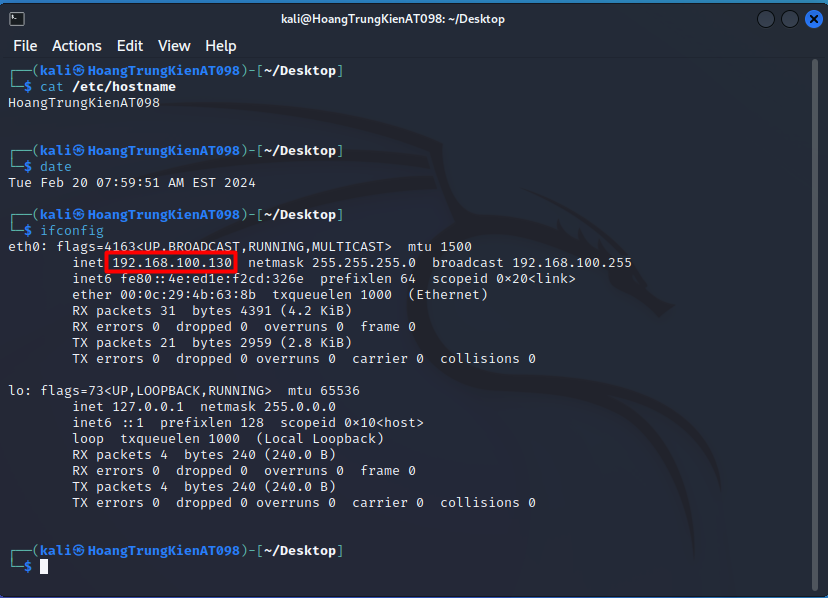 kali@HoangTrungKienAT098: ~/Desktop
File Actions Edit View Help
┌──(kali㉿HoangTrungKienAT098)-[~/Desktop]
└─$ cat /etc/hostname
HoangTrungKienAT098
┌──(kali㉿HoangTrungKienAT098)-[~/Desktop]
└─$ date
Tue Feb 20 07:59:51 AM EST 2024
┌──(kali㉿HoangTrungKienAT098)-[~/Desktop]
└─$ ifconfig
eth0: flags=4163<UP,BROADCAST,RUNNING,MULTICAST>  mtu 1500
        inet 192.168.100.130  netmask 255.255.255.0  broadcast 192.168.100.255
        inet6 fe80::4e:ed1e:f2cd:326e  prefixlen 64  scopeid 0×20<link>
        ether 00:0c:29:4b:63:8b  txqueuelen 1000  (Ethernet)
        RX packets 31  bytes 4391 (4.2 KiB)
        RX errors 0  dropped 0  overruns 0  frame 0
        TX packets 21  bytes 2959 (2.8 KiB)
        TX errors 0  dropped 0 overruns 0  carrier 0  collisions 0
lo: flags=73<UP,LOOPBACK,RUNNING>  mtu 65536
        inet 127.0.0.1  netmask 255.0.0.0
        inet6 ::1  prefixlen 128  scopeid 0×10<host>
        loop  txqueuelen 1000  (Local Loopback)
        RX packets 4  bytes 240 (240.0 B)
        RX errors 0  dropped 0  overruns 0  frame 0
        TX packets 4  bytes 240 (240.0 B)
        TX errors 0  dropped 0 overruns 0  carrier 0  collisions 0
┌──(kali㉿HoangTrungKienAT098)-[~/Desktop]
└─$